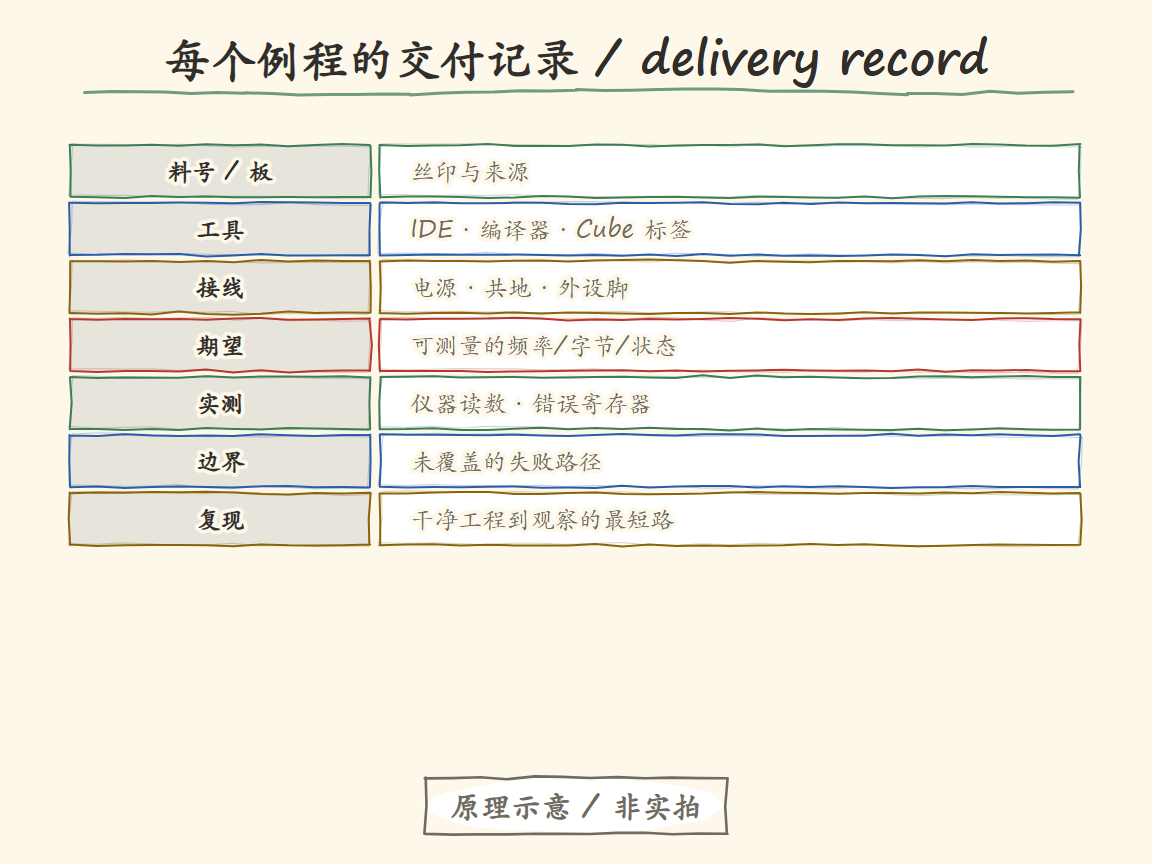 每个例程的交付记录 / delivery record
料号 / 板
丝印与来源
工具
IDE · 编译器 · Cube 标签
接线
电源 · 共地 · 外设脚
期望
可测量的频率/字节/状态
实测
仪器读数 · 错误寄存器
边界
未覆盖的失败路径
复现
干净工程到观察的最短路
原理示意 / 非实拍